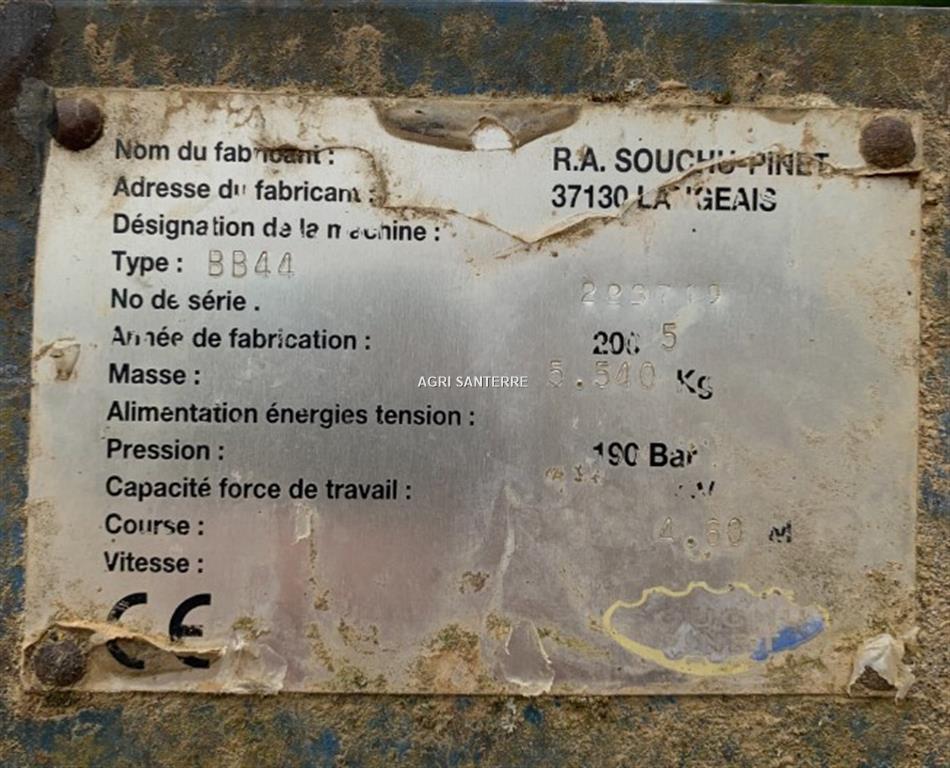 Nom du fabricant : R.A. SOUCHU-PINET
Adresse du fabricant : 37130 LANGEAIS
Désignation de la machine :
Type : BB44
No de série .
Année de fabrication : 2005
Masse : 5.540 Kg
AGRI SANTERRE
Alimentation énergies tension :
Pression : 190 Bar
Capacité force de travail :
Course : 4.60 M
Vitesse :
CE